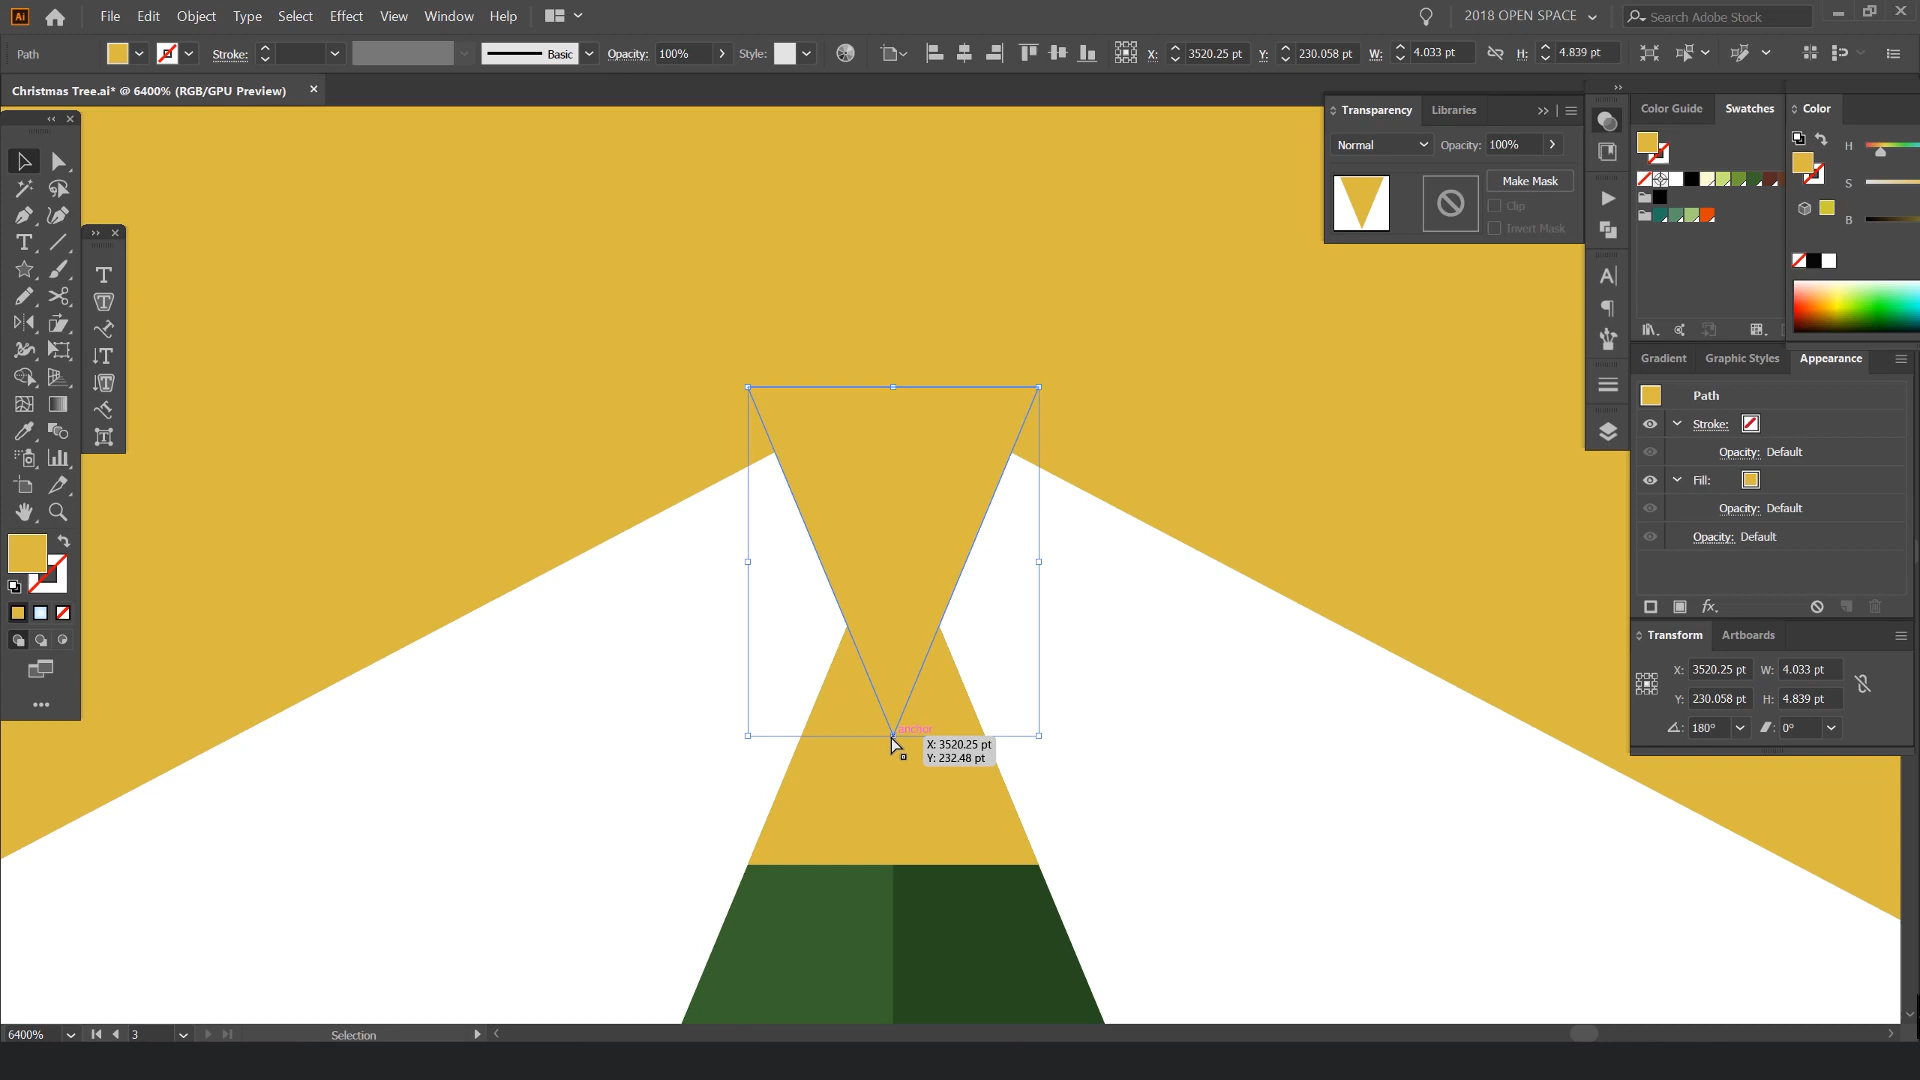 Ai File Edit Object Type Select Effect View Window Help 2018 OPEN SPACE Search Adobe Stock
Path Stroke: Basic Opacity: 100% Style: X: 3520.25 pt Y: 230.058 pt W: 4.033 pt H: 4.839 pt
Christmas Tree.ai* @ 6400% (RGB/GPU Preview)
Transparency Libraries
Normal Opacity: 100%
Make Mask
Clip
Invert Mask
Color Guide Swatches Color
H
S
B
Gradient Graphic Styles Appearance
Path
Stroke:
Opacity: Default
Fill:
Opacity: Default
Opacity: Default
fx.
Transform Artboards
X: 3520.25 pt W: 4.033 pt
Y: 230.058 pt H: 4.839 pt
180° 0°
anchor
X: 3520.25 pt
Y: 232.48 pt
6400% 3 Selection